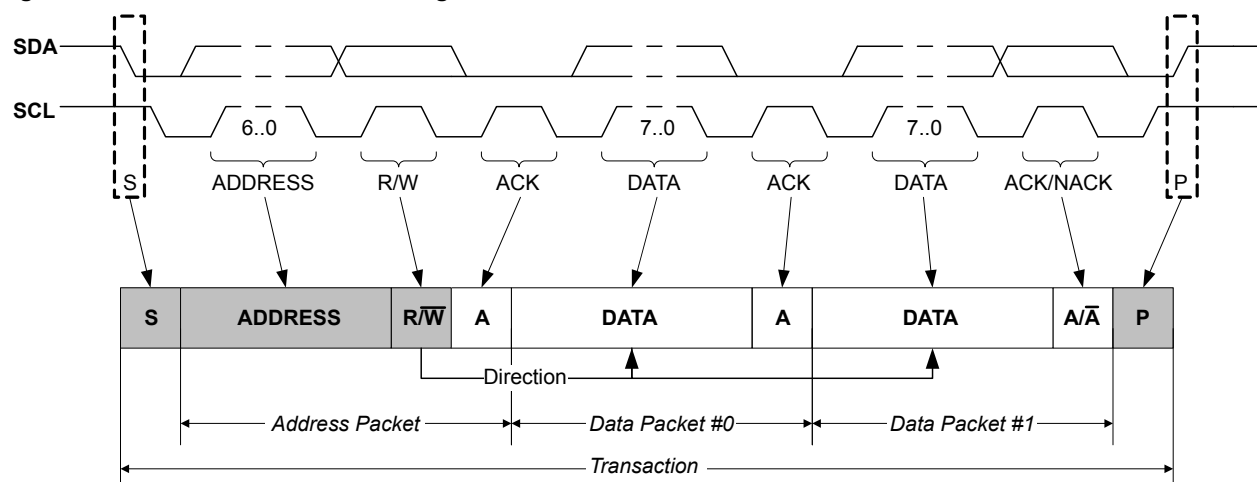 SDA
SCL
6..0 7..0 7..0
S ADDRESS R/W ACK DATA ACK DATA ACK/NACK P
S ADDRESS R/W̅ A DATA A DATA A/A̅ P
Direction
Address Packet Data Packet #0 Data Packet #1
Transaction